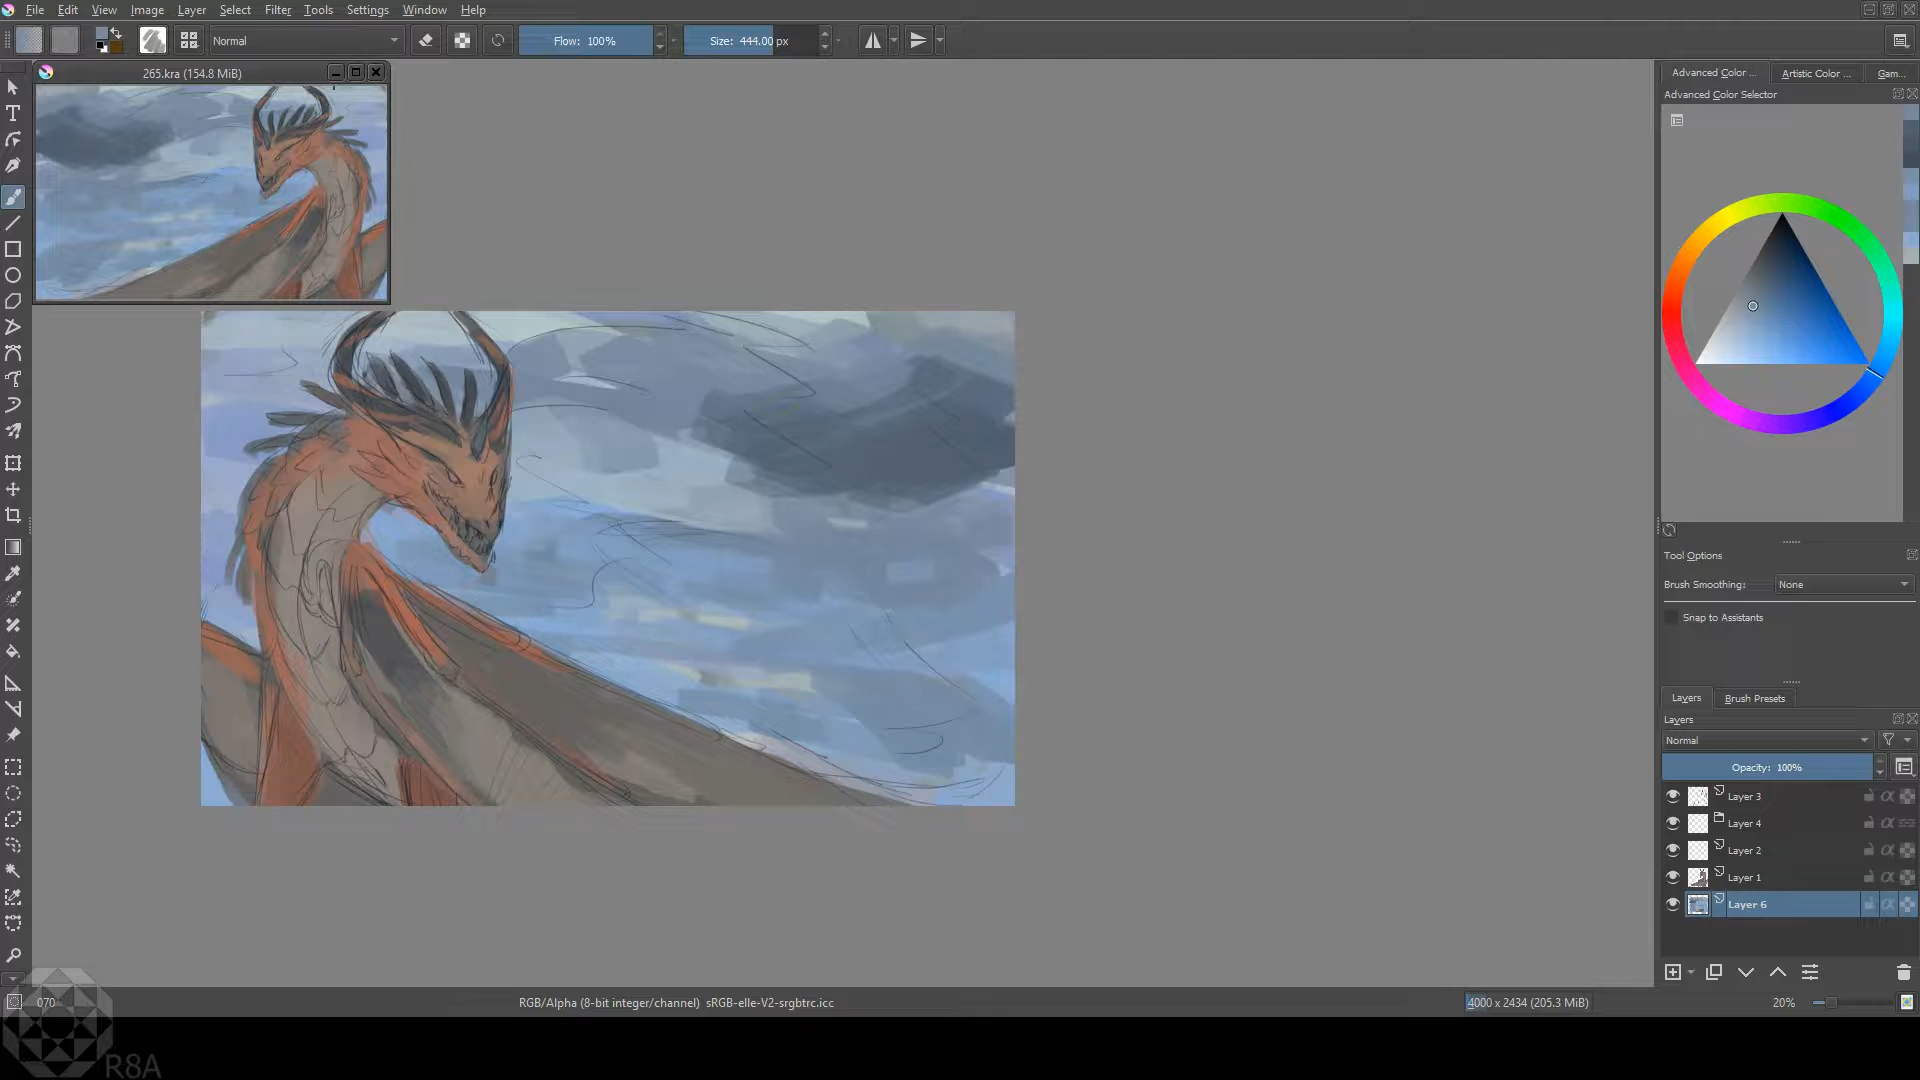 File Edit View Image Layer Select Filter Tools Settings Window Help
Normal
Flow: 100%
Size: 444.00 px
265.kra (154.8 MiB)
Advanced Color ...
Artistic Color ...
Gam...
Advanced Color Selector
Tool Options
Brush Smoothing:
None
Snap to Assistants
Layers
Brush Presets
Layers
Normal
Opacity: 100%
Layer 3
Layer 4
Layer 2
Layer 1
Layer 6
070
RGB/Alpha (8-bit integer/channel) sRGB-elle-V2-srgbtrc.icc
4000 x 2434 (205.3 MiB)
20%
R8A